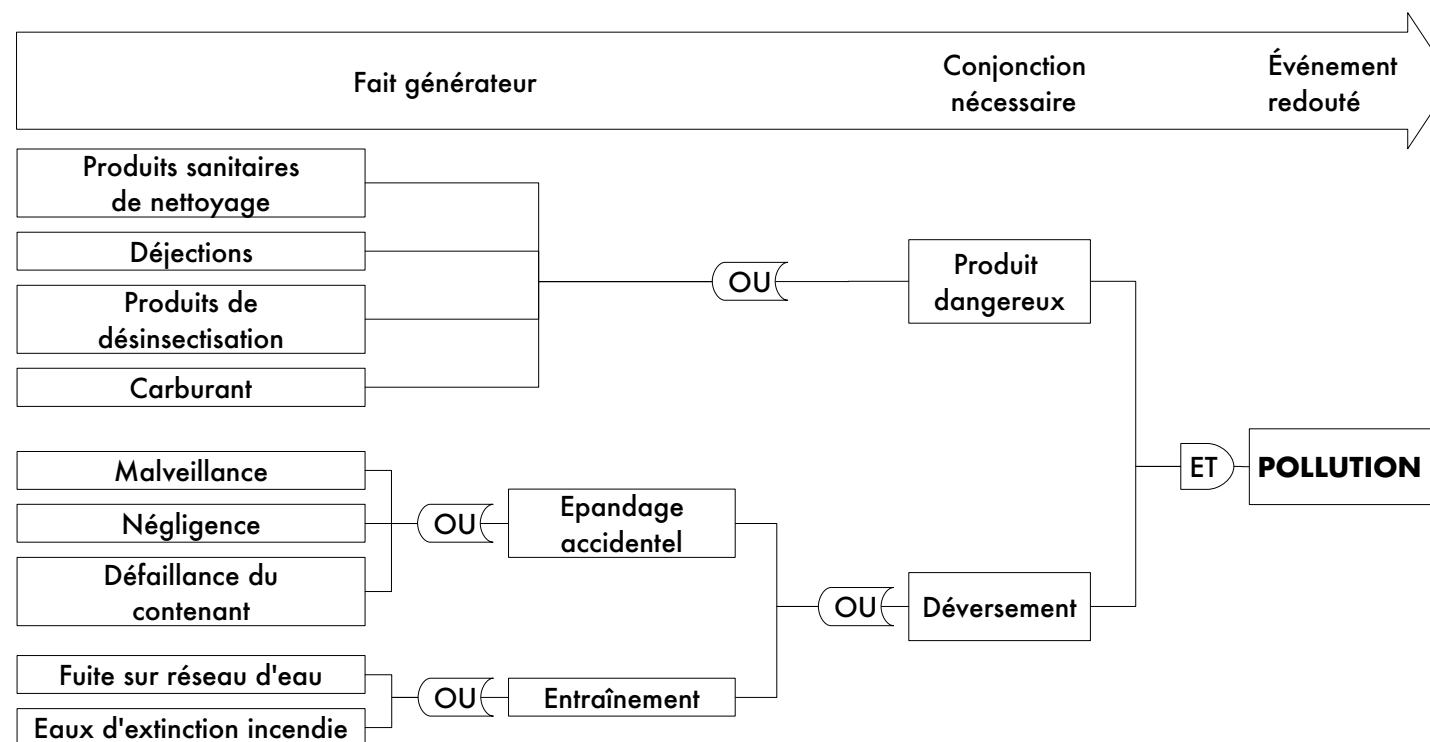 Fait générateur
Conjonction
nécessaire
Événement
redouté
Produits sanitaires
de nettoyage
Déjections
Produits de
désinsectisation
Carburant
OU
Produit
dangereux
Malveillance
Négligence
Défaillance du
contenant
OU
Epandage
accidentel
Fuite sur réseau d'eau
Eaux d'extinction incendie
OU
Entraînement
OU
Déversement
ET
POLLUTION